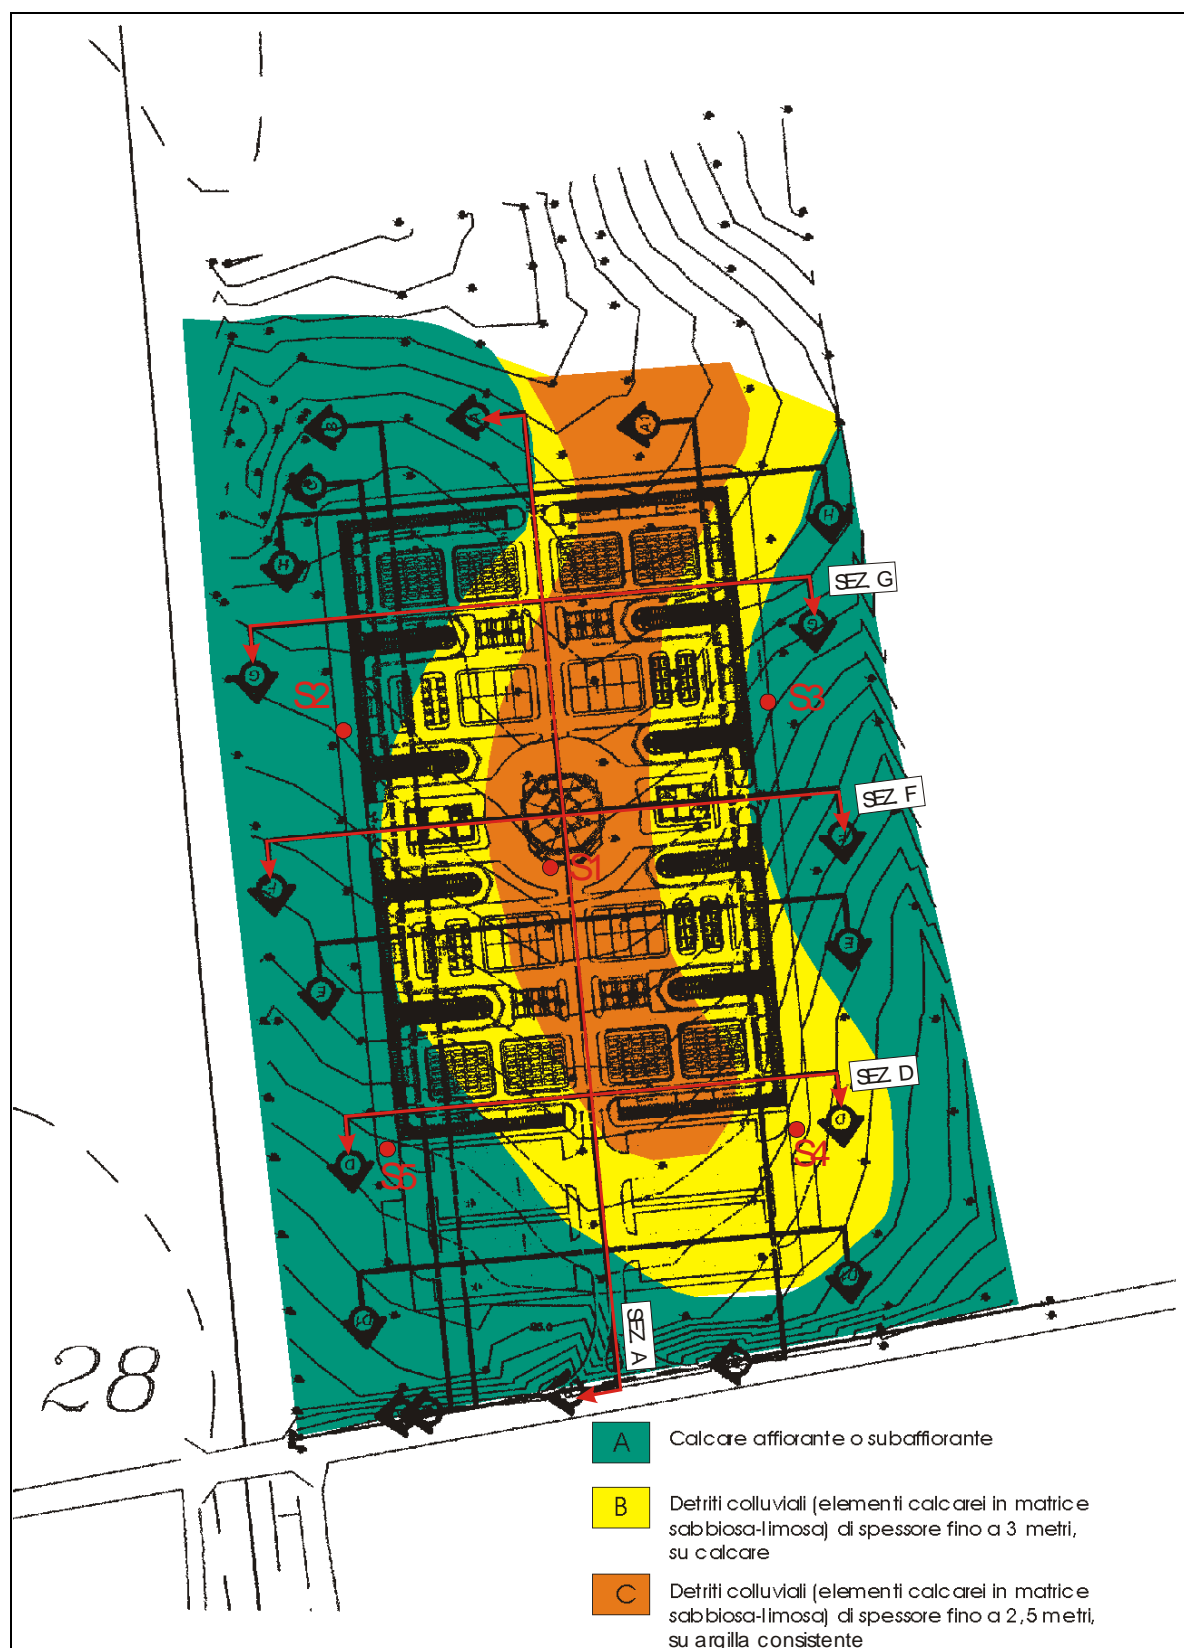 A1
B
H
H
SEZ G
G
G
S2
S3
SEZ F
F
S1
E
E
SEZ D
D
D
S4
S5
D1
SEZ A
28
A Calcare affiorante o subaffiorante
B Detriti colluviali (elementi calcarei in matrice
sabbiosa-limosa) di spessore fino a 3 metri,
su calcare
C Detriti colluviali (elementi calcarei in matrice
sabbiosa-limosa) di spessore fino a 2,5 metri,
su argilla consistente